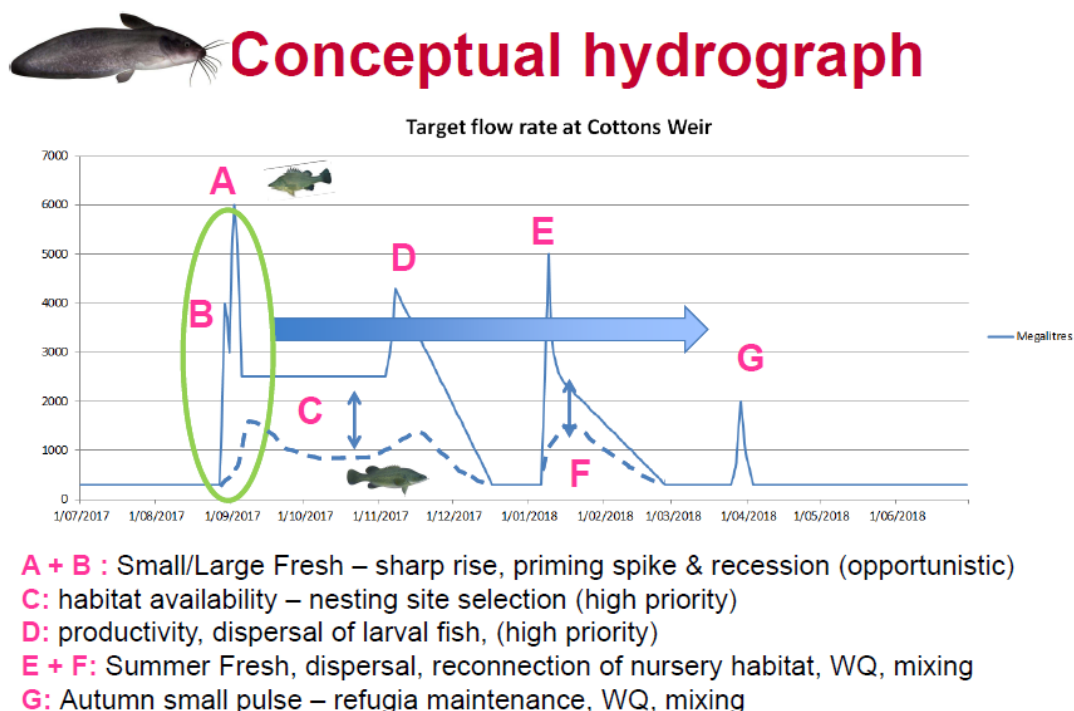 Conceptual hydrograph
Target flow rate at Cottons Weir
7000
6000
5000
4000
3000
2000
1000
0
A
B
C
D
E
F
G
Megalitres
1/07/2017 1/08/2017 1/09/2017 1/10/2017 1/11/2017 1/12/2017 1/01/2018 1/02/2018 1/03/2018 1/04/2018 1/05/2018 1/06/2018
A + B : Small/Large Fresh – sharp rise, priming spike & recession (opportunistic)
C: habitat availability – nesting site selection (high priority)
D: productivity, dispersal of larval fish, (high priority)
E + F: Summer Fresh, dispersal, reconnection of nursery habitat, WQ, mixing
G: Autumn small pulse – refugia maintenance, WQ, mixing